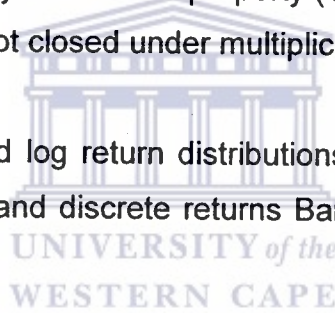 ot closed under multiplic
d log return distributions
and discrete returns Ba
UNIVERSITY of the
WESTERN CAPE